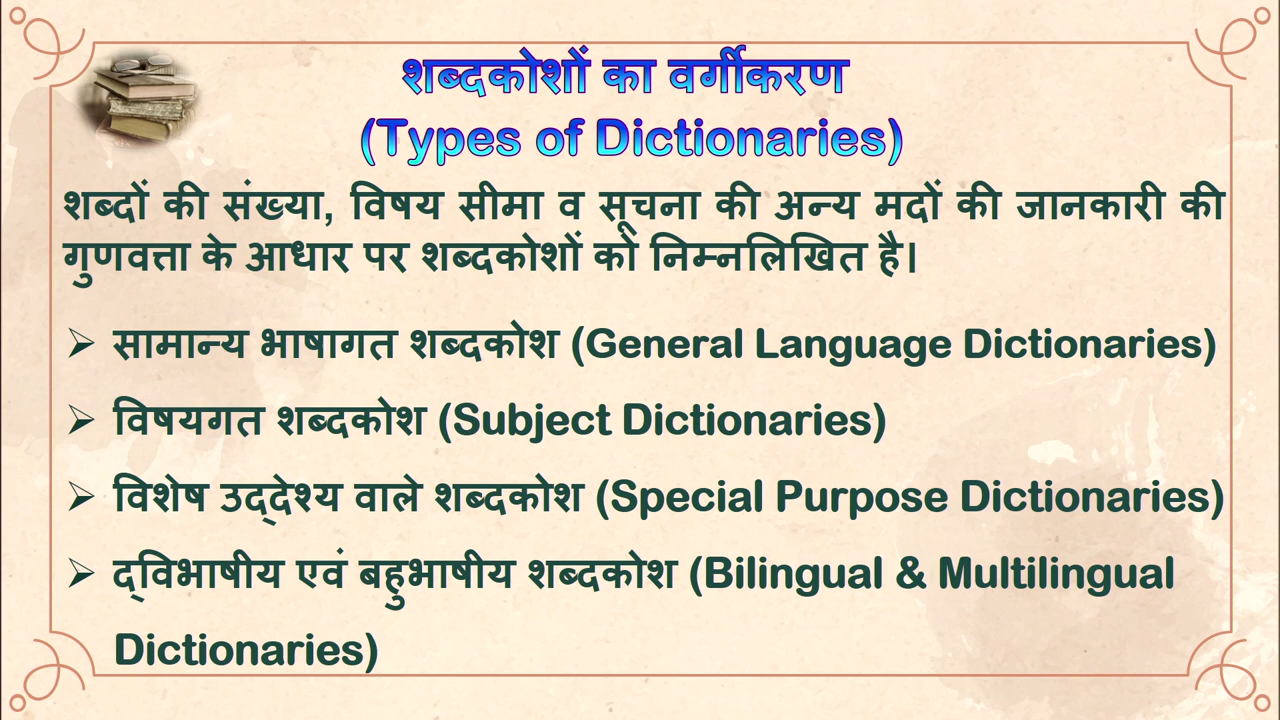 शब्दकोशों का वर्गीकरण
(Types of Dictionaries)
शब्दों की संख्या, विषय सीमा व सूचना की अन्य मदों की जानकारी की
गुणवत्ता के आधार पर शब्दकोशों को निम्नलिखित है।
➢ सामान्य भाषागत शब्दकोश (General Language Dictionaries)
➢ विषयगत शब्दकोश (Subject Dictionaries)
➢ विशेष उद्देश्य वाले शब्दकोश (Special Purpose Dictionaries)
➢ द्विभाषीय एवं बहुभाषीय शब्दकोश (Bilingual & Multilingual
Dictionaries)